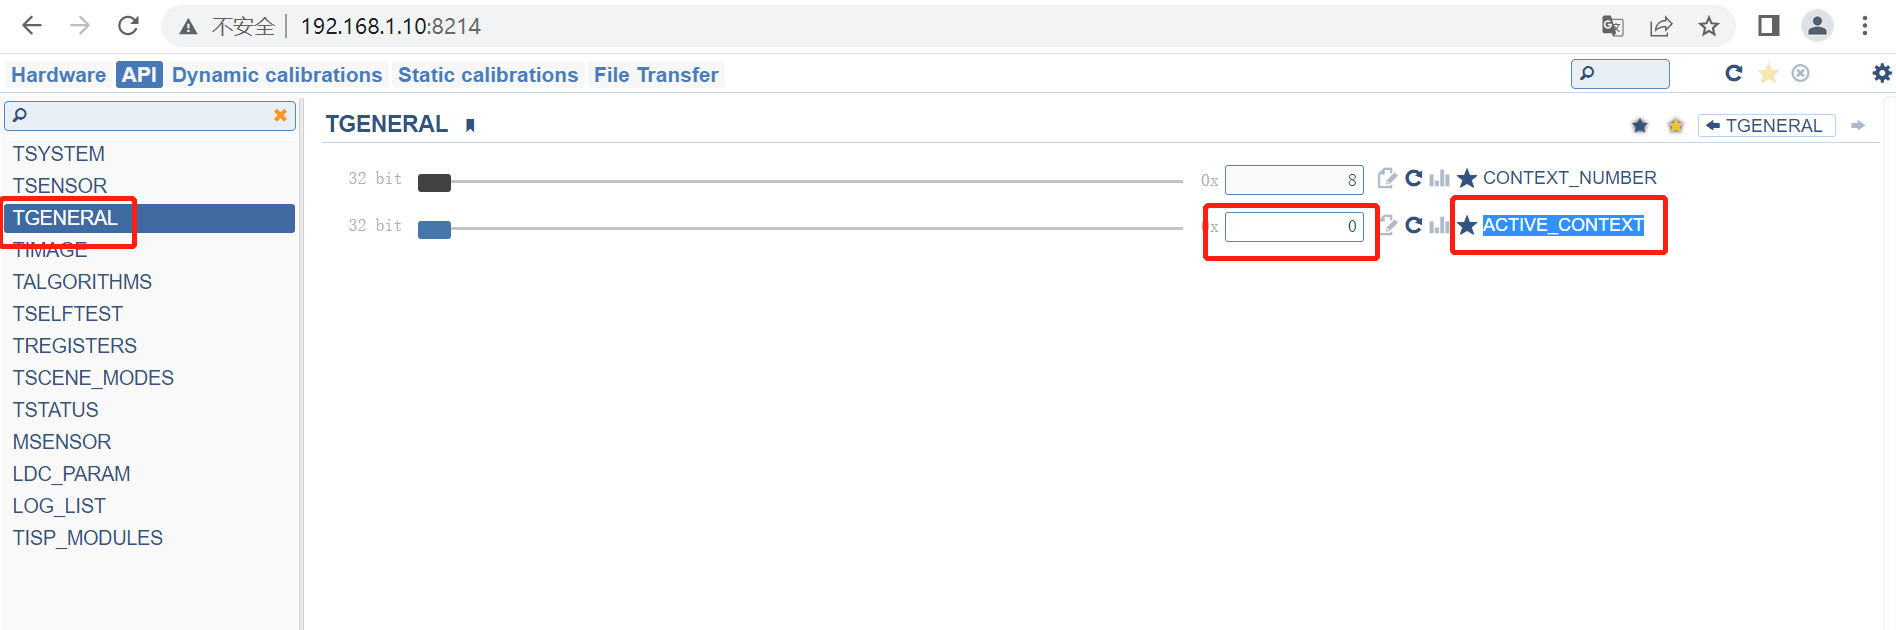 不安全 192.168.1.10:8214
Hardware API Dynamic calibrations Static calibrations File Transfer
TGENERAL
TGENERAL
TSYSTEM
TSENSOR
TGENERAL
TIMAGE
TALGORITHMS
TSELFTEST
TREGISTERS
TSCENE_MODES
TSTATUS
MSENSOR
LDC_PARAM
LOG_LIST
TISP_MODULES
32 bit 0x 8 CONTEXT_NUMBER
32 bit 0x 0 ACTIVE_CONTEXT